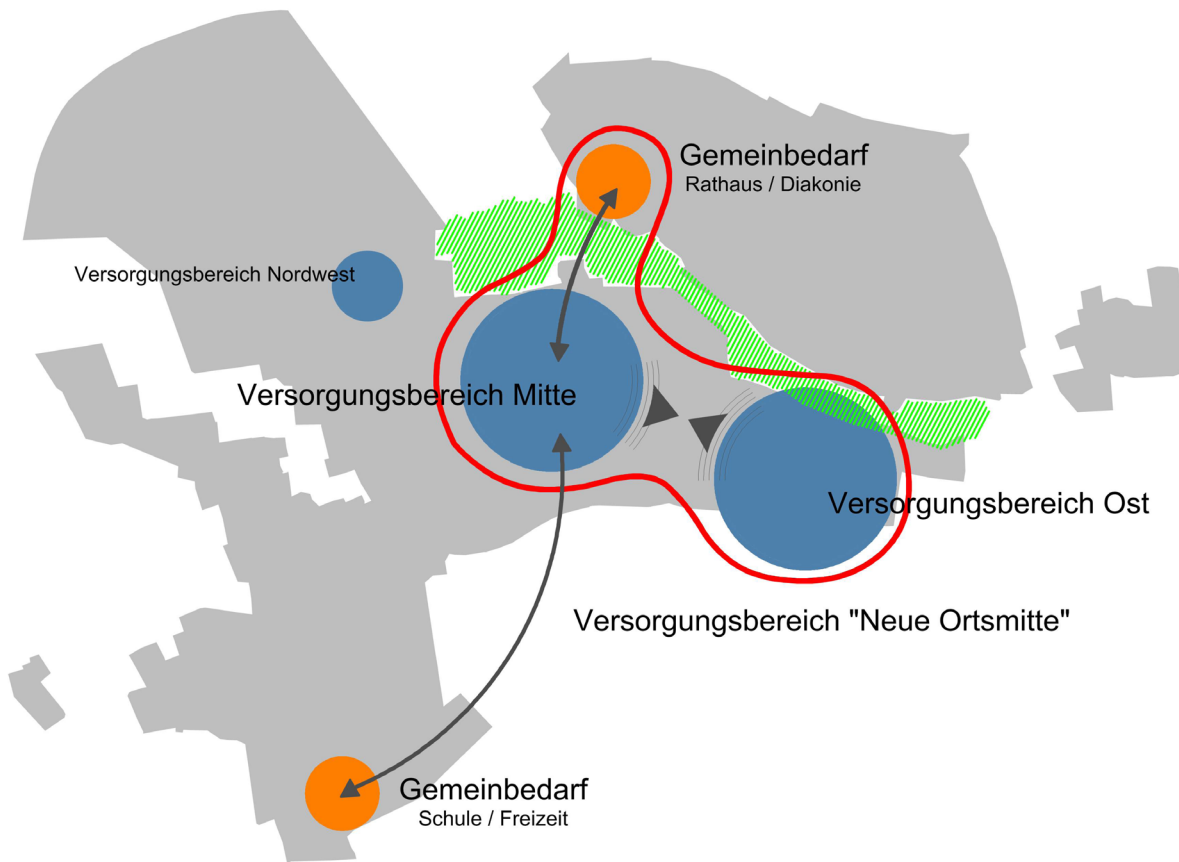 Gemeinbedarf
Rathaus / Diakonie
Versorgungsbereich Nordwest
Versorgungsbereich Mitte
Versorgungsbereich Ost
Versorgungsbereich "Neue Ortsmitte"
Gemeinbedarf
Schule / Freizeit